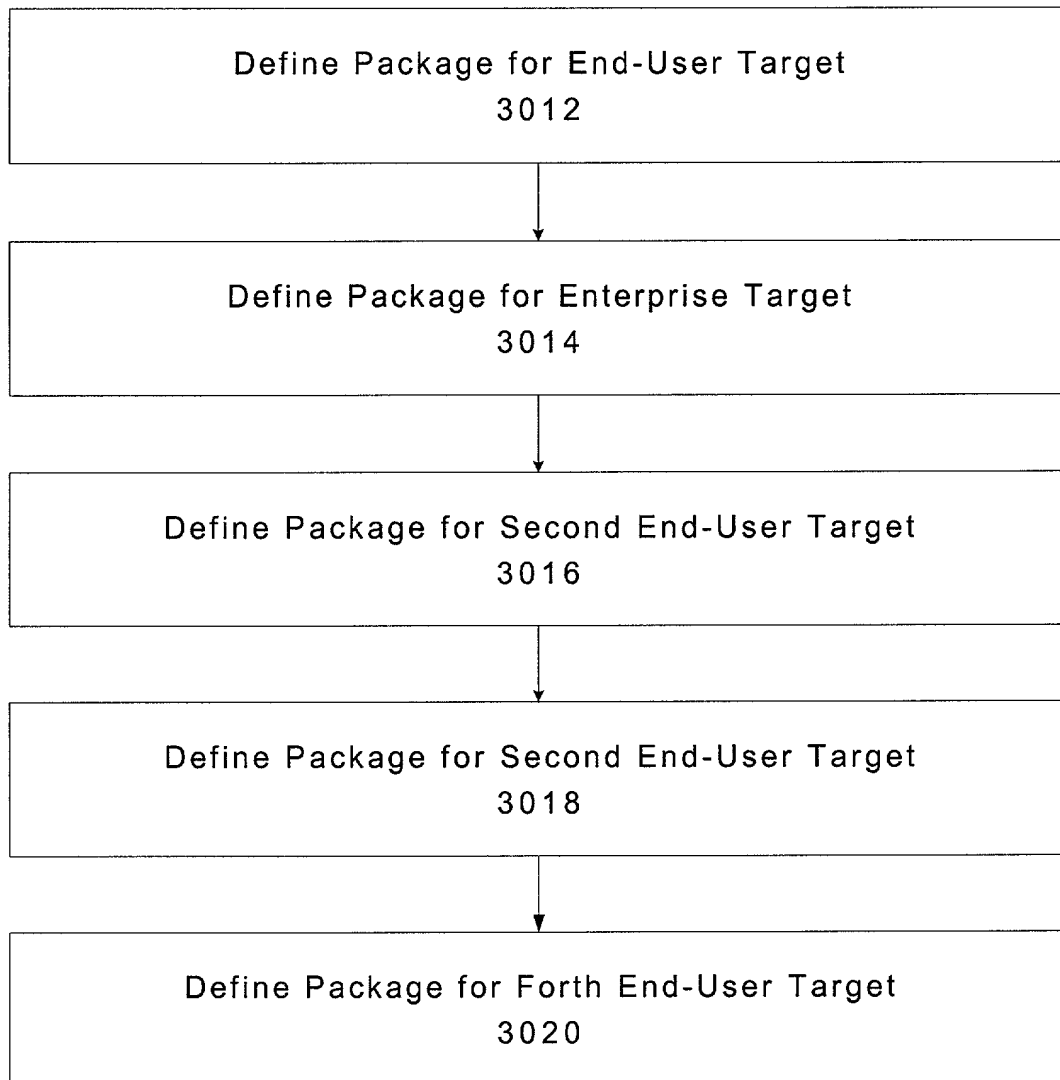 Define Package for End-User Target
3012
Define Package for Enterprise Target
3014
Define Package for Second End-User Target
3016
Define Package for Second End-User Target
3018
Define Package for Forth End-User Target
3020